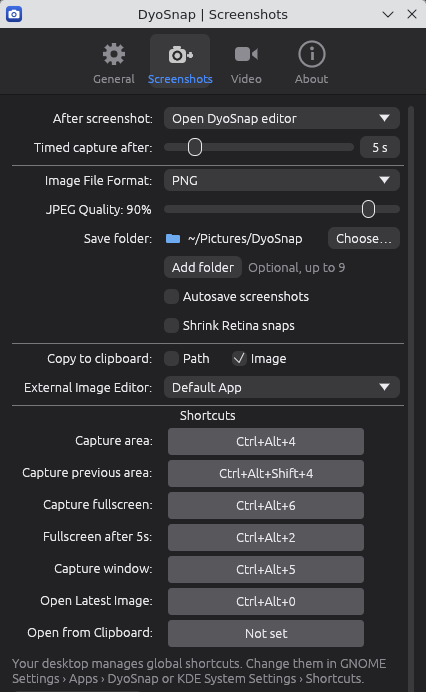 DyoSnap | Screenshots
General Screenshots Video About
After screenshot: Open DyoSnap editor
Timed capture after: 5 s
Image File Format: PNG
JPEG Quality: 90%
Save folder: ~/Pictures/DyoSnap Choose…
Add folder Optional, up to 9
Autosave screenshots
Shrink Retina snaps
Copy to clipboard: Path Image
External Image Editor: Default App
Shortcuts
Capture area: Ctrl+Alt+4
Capture previous area: Ctrl+Alt+Shift+4
Capture fullscreen: Ctrl+Alt+6
Fullscreen after 5s: Ctrl+Alt+2
Capture window: Ctrl+Alt+5
Open Latest Image: Ctrl+Alt+0
Open from Clipboard: Not set
Your desktop manages global shortcuts. Change them in GNOME
Settings › Apps › DyoSnap or KDE System Settings › Shortcuts.